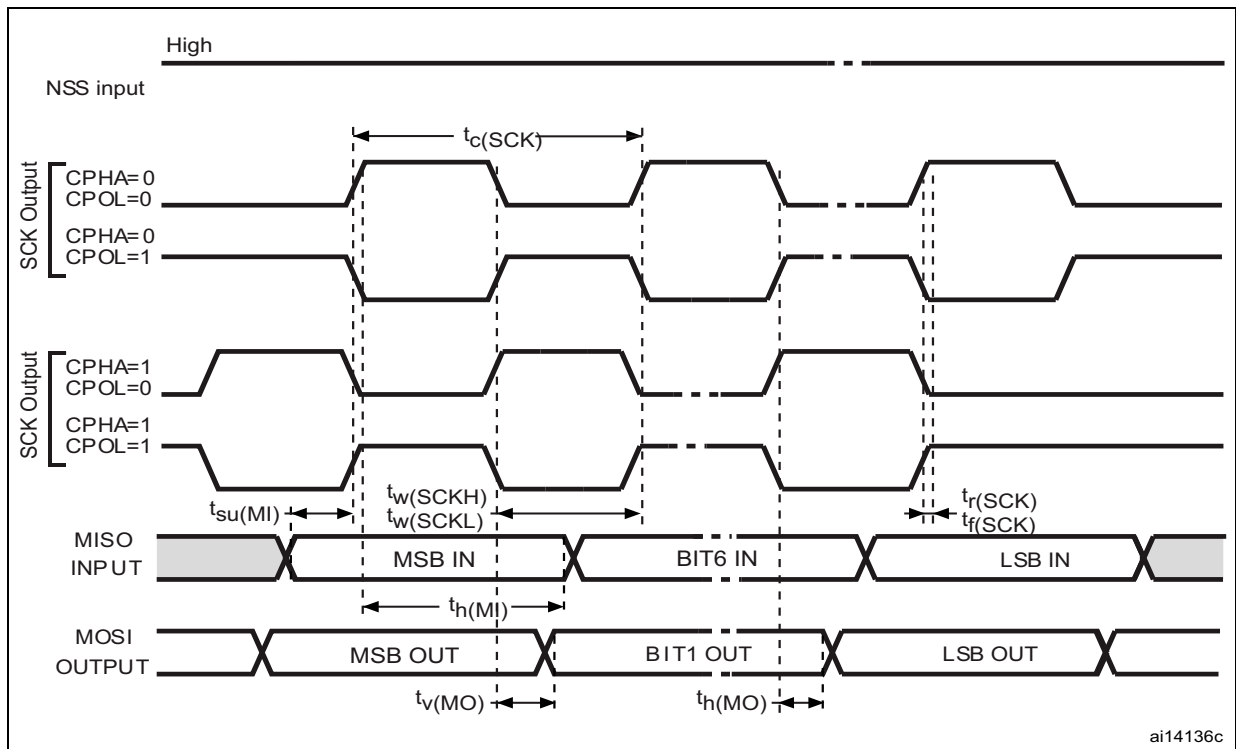 High
NSS input
tc(SCK)
SCK Output
CPHA=0
CPOL=0
CPHA=0
CPOL=1
SCK Output
CPHA=1
CPOL=0
CPHA=1
CPOL=1
tsu(MI)
tw(SCKH)
tw(SCKL)
tr(SCK)
tf(SCK)
MISO
INPUT
MSB IN
BIT6 IN
LSB IN
th(MI)
MOSI
OUTPUT
MSB OUT
BIT1 OUT
LSB OUT
tv(MO)
th(MO)
ai14136c